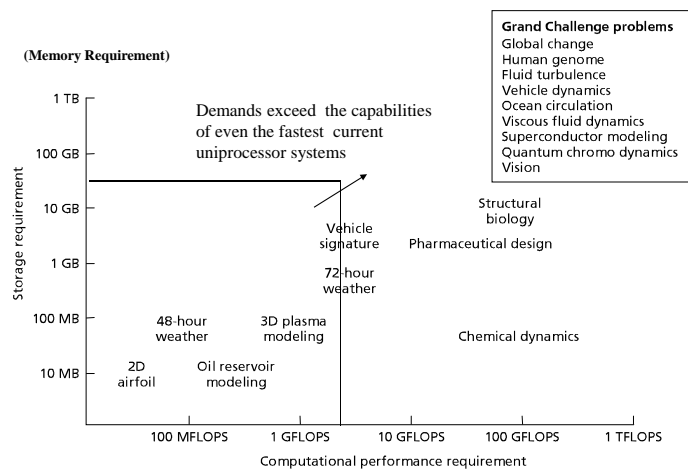 Grand Challenge problems
Global change
Human genome
Fluid turbulence
Vehicle dynamics
Ocean circulation
Viscous fluid dynamics
Superconductor modeling
Quantum chromo dynamics
Vision
(Memory Requirement)
Demands exceed the capabilities
of even the fastest current
uniprocessor systems
Storage requirement
1 TB
100 GB
10 GB
1 GB
100 MB
10 MB
Structural
biology
Vehicle
signature
Pharmaceutical design
72-hour
weather
48-hour
weather
3D plasma
modeling
Chemical dynamics
2D
airfoil
Oil reservoir
modeling
100 MFLOPS
1 GFLOPS
10 GFLOPS
100 GFLOPS
1 TFLOPS
Computational performance requirement